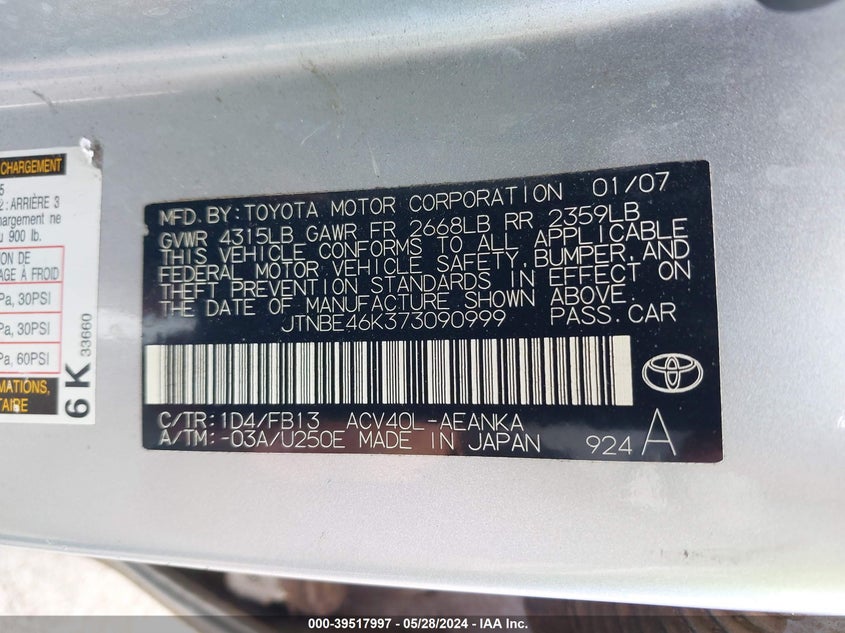 CHARGEMENT
5
2: ARRIÈRE 3
hargement ne
u 900 lb.
ION DE
AGE À FROID
Pa, 30PSI
Pa, 30PSI
Pa, 60PSI
MATIONS,
TAIRE
6K 33660
MFD. BY: TOYOTA MOTOR CORPORATION 01/07
GVWR 4315LB GAWR FR 2668LB RR 2359LB
THIS VEHICLE CONFORMS TO ALL APPLICABLE
FEDERAL MOTOR VEHICLE SAFETY, BUMPER, AND
THEFT PREVENTION STANDARDS IN EFFECT ON
THE DATE OF MANUFACTURE SHOWN ABOVE.
JTNBE46K373090999 PASS.CAR
C/TR: 1D4/FB13 ACV40L-AEANKA
A/TM: -03A/U250E MADE IN JAPAN 924 A
000-39517997 - 05/28/2024 - IAA Inc.